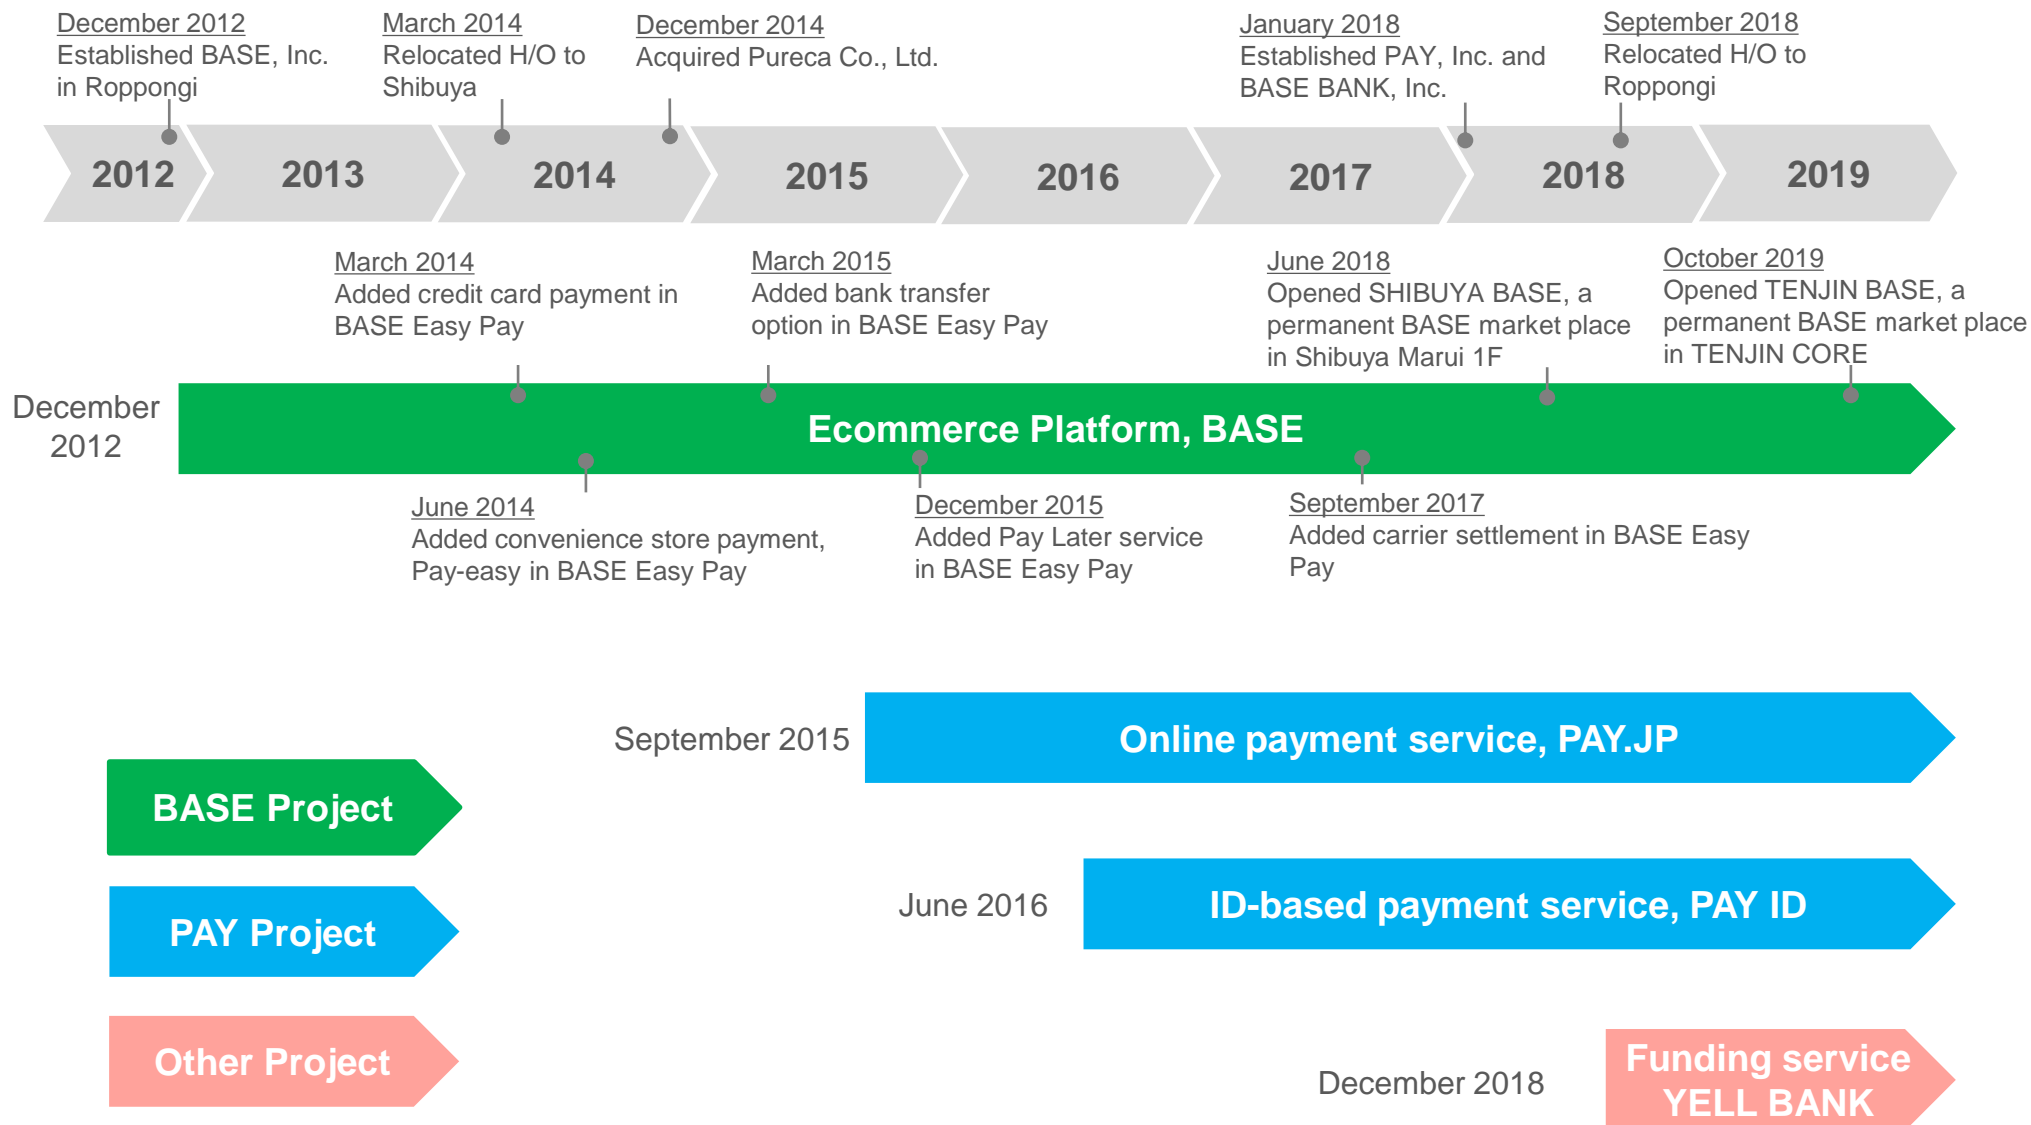 December 2012
Established BASE, Inc.
in Roppongi
March 2014
Relocated H/O to
Shibuya
December 2014
Acquired Pureca Co., Ltd.
January 2018
Established PAY, Inc. and
BASE BANK, Inc.
September 2018
Relocated H/O to
Roppongi
2012
2013
2014
2015
2016
2017
2018
2019
March 2014
Added credit card payment in
BASE Easy Pay
March 2015
Added bank transfer
option in BASE Easy Pay
June 2018
Opened SHIBUYA BASE, a
permanent BASE market place
in Shibuya Marui 1F
October 2019
Opened TENJIN BASE, a
permanent BASE market place
in TENJIN CORE
December
2012
Ecommerce Platform, BASE
June 2014
Added convenience store payment,
Pay-easy in BASE Easy Pay
December 2015
Added Pay Later service
in BASE Easy Pay
September 2017
Added carrier settlement in BASE Easy
Pay
September 2015
Online payment service, PAY.JP
BASE Project
June 2016
ID-based payment service, PAY ID
PAY Project
Other Project
December 2018
Funding service
YELL BANK